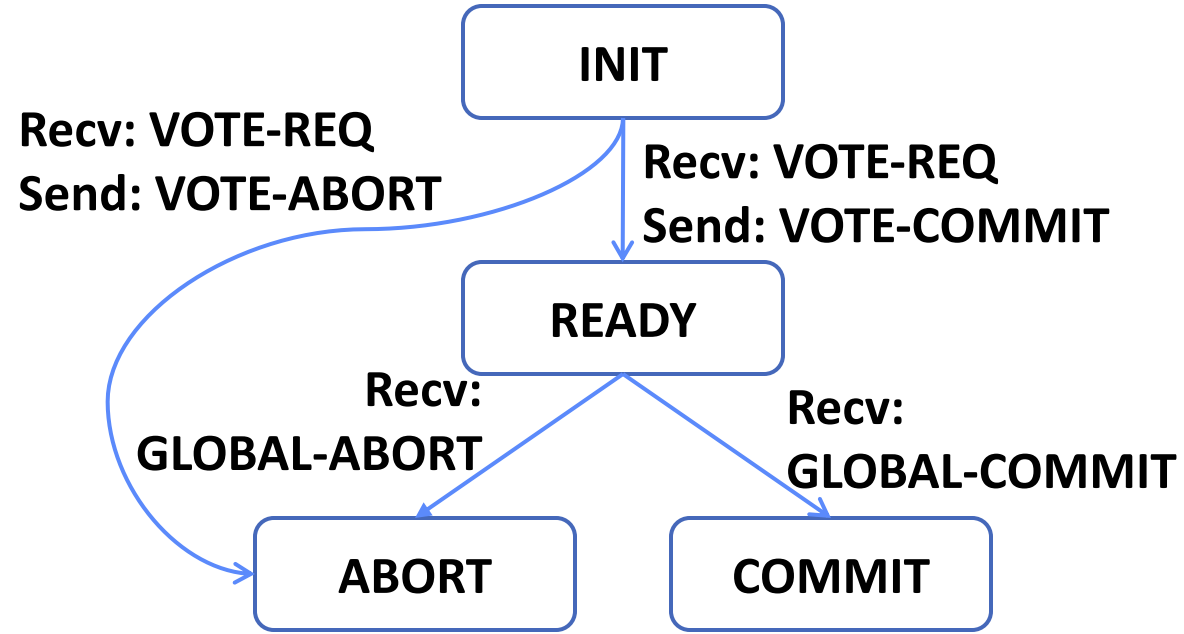 INIT
Recv: VOTE-REQ
Send: VOTE-ABORT
Recv: VOTE-REQ
Send: VOTE-COMMIT
READY
Recv:
GLOBAL-ABORT
Recv:
GLOBAL-COMMIT
ABORT
COMMIT